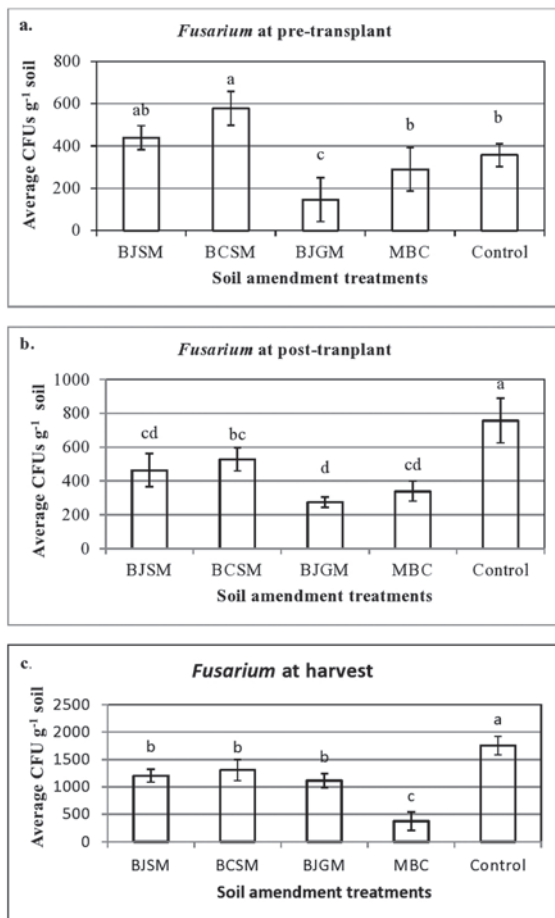 a.
Fusarium at pre-transplant
Average CFUs g⁻¹ soil
800
600
400
200
0
ab
a
c
b
b
BJSM BCSM BJGM MBC Control
Soil amendment treatments
b.
Fusarium at post-tranplant
Average CFUs g⁻¹ soil
1000
800
600
400
200
0
cd
bc
d
cd
a
BJSM BCSM BJGM MBC Control
Soil amendment treatments
c.
Fusarium at harvest
Average CFU g⁻¹ soil
2500
2000
1500
1000
500
0
b
b
b
c
a
BJSM BCSM BJGM MBC Control
Soil amendment treatments